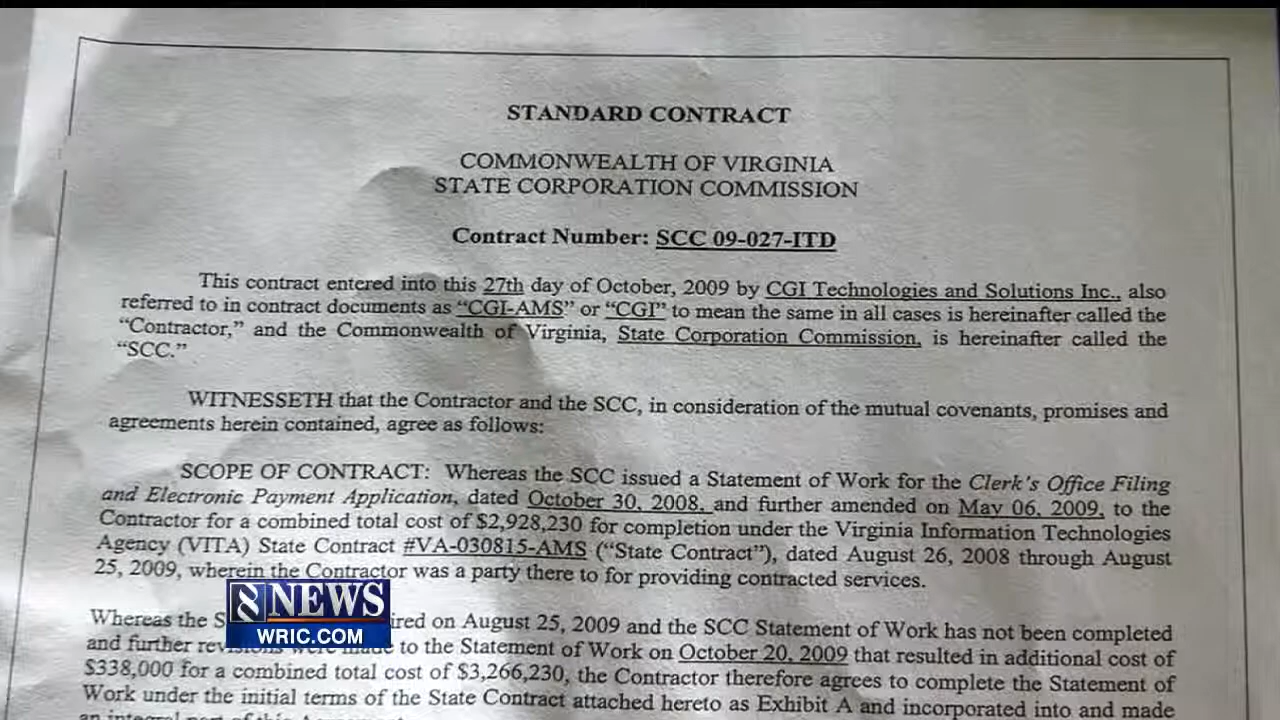 STANDARD CONTRACT
COMMONWEALTH OF VIRGINIA
STATE CORPORATION COMMISSION
Contract Number: SCC 09-027-ITD
This contract entered into this 27th day of October, 2009 by CGI Technologies and Solutions Inc., also
referred to in contract documents as “CGI-AMS” or “CGI” to mean the same in all cases is hereinafter called the
“Contractor,” and the Commonwealth of Virginia, State Corporation Commission, is hereinafter called the
“SCC.”
WITNESSETH that the Contractor and the SCC, in consideration of the mutual covenants, promises and
agreements herein contained, agree as follows:
SCOPE OF CONTRACT: Whereas the SCC issued a Statement of Work for the Clerk's Office Filing
and Electronic Payment Application, dated October 30, 2008, and further amended on May 06, 2009, to the
Contractor for a combined total cost of $2,928,230 for completion under the Virginia Information Technologies
Agency (VITA) State Contract #VA-030815-AMS (“State Contract”), dated August 26, 2008 through August
25, 2009, wherein the Contractor was a party there to for providing contracted services.
Whereas the S ired on August 25, 2009 and the SCC Statement of Work has not been completed
and further revisions were made to the Statement of Work on October 20, 2009 that resulted in additional cost of
$338,000 for a combined total cost of $3,266,230, the Contractor therefore agrees to complete the Statement of
Work under the initial terms of the State Contract attached hereto as Exhibit A and incorporated into and made
an integral part of this Agreement.
8 NEWS
WRIC.COM